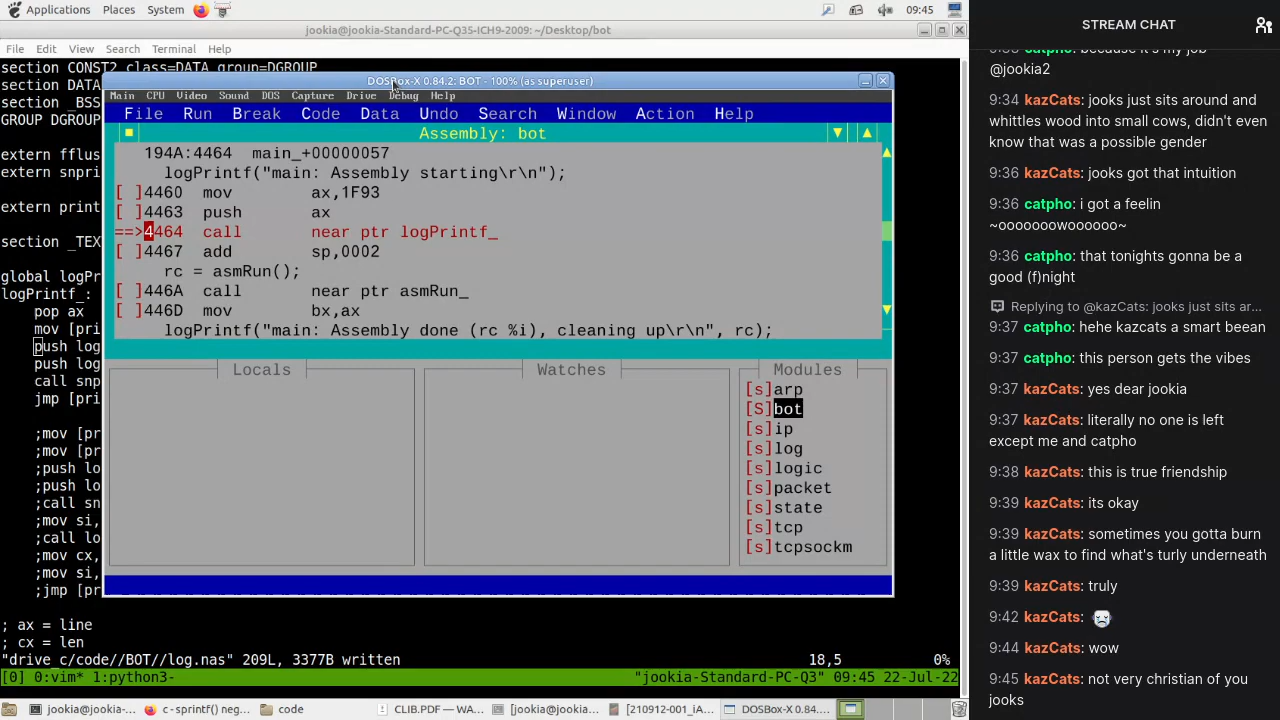 Applications Places System 09:45
jookia@jookia-Standard-PC-Q35-ICH9-2009: ~/Desktop/bot
File Edit View Search Terminal Help
section CONST2 class=DATA group=DGROUP
section DATA
section _BSS
GROUP DGROUP
extern fflus
extern snpri
extern print
section _TEX
global logPr
logPrintf_:
pop ax
mov [pri
push log
push log
call snp
jmp [pri
;mov [pr
;mov [pr
;push lo
;push lo
;call sn
;mov si,
;call lo
;mov cx,
;mov si,
;jmp [pr
; ax = line
; cx = len
"drive_c/code//BOT//log.nas" 209L, 3377B written 18,5 0%
[0] 0:vim* 1:python3- "jookia-Standard-PC-Q3" 09:45 22-Jul-22
DOSBox-X 0.84.2: BOT - 100% (as superuser)
Main CPU Video Sound DOS Capture Drive Debug Help
File Run Break Code Data Undo Search Window Action Help
Assembly: bot
194A:4464 main_+00000057
logPrintf("main: Assembly starting\r\n");
[ ]4460 mov ax,1F93
[ ]4463 push ax
==>4464 call near ptr logPrintf_
[ ]4467 add sp,0002
rc = asmRun();
[ ]446A call near ptr asmRun_
[ ]446D mov bx,ax
logPrintf("main: Assembly done (rc %i), cleaning up\r\n", rc);
Locals Watches Modules
[s]arp
[S]bot
[s]ip
[s]log
[s]logic
[s]packet
[s]state
[s]tcp
[s]tcpsockm
jookia@jookia-... c - sprintf() neg... code CLIB.PDF — WA... [jookia@jookia-... [210912-001_iA... DOSBox-X 0.84....
STREAM CHAT
9:33 catpho: because it's my job
@jookia2
9:34 kazCats: jooks just sits around and
whittles wood into small cows, didn't even
know that was a possible gender
9:36 kazCats: jooks got that intuition
9:36 catpho: i got a feelin
~ooooooowoooooo~
9:36 catpho: that tonights gonna be a
good (f)night
Replying to @kazCats: jooks just sits ar...
9:37 catpho: hehe kazcats a smart beean
9:37 catpho: this person gets the vibes
9:37 kazCats: yes dear jookia
9:37 kazCats: literally no one is left
except me and catpho
9:38 kazCats: this is true friendship
9:39 kazCats: its okay
9:39 kazCats: sometimes you gotta burn
a little wax to find what's turly underneath
9:39 kazCats: truly
9:42 kazCats:
9:44 kazCats: wow
9:45 kazCats: not very christian of you
jooks